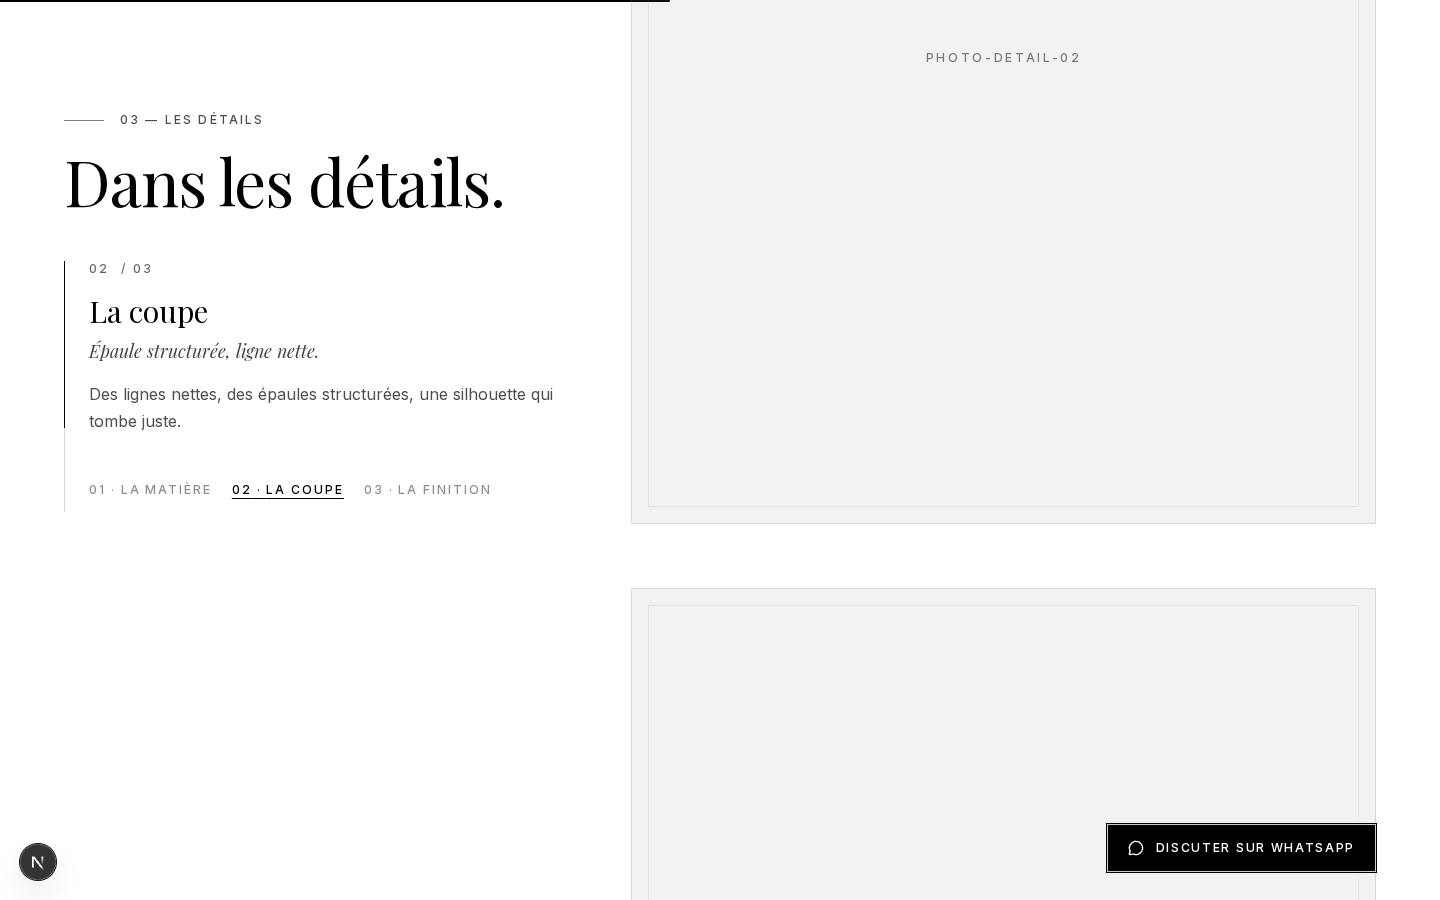 PHOTO-DETAIL-02
03 — LES DÉTAILS
Dans les détails.
02 / 03
La coupe
Épaule structurée, ligne nette.
Des lignes nettes, des épaules structurées, une silhouette qui
tombe juste.
01 · LA MATIÈRE 02 · LA COUPE 03 · LA FINITION
N
DISCUTER SUR WHATSAPP